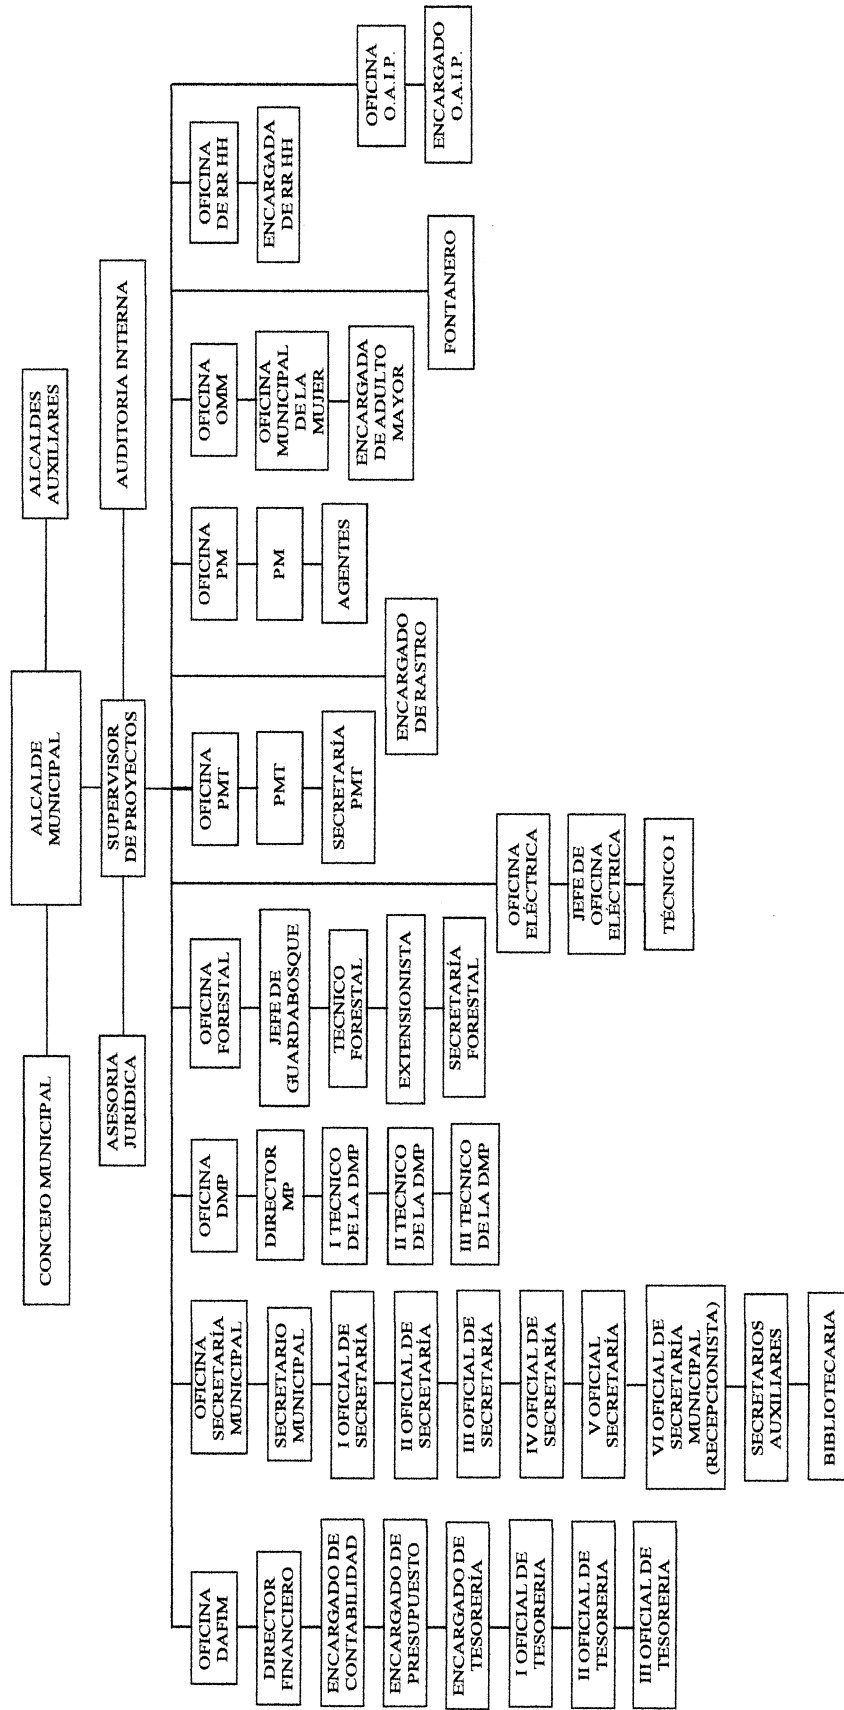 CONCEJO MUNICIPAL
ALCALDE
MUNICIPAL
ALCALDES
AUXILIARES
ASESORIA
JURÍDICA
SUPERVISOR
DE PROYECTOS
AUDITORIA INTERNA
OFICINA
DAFIM
DIRECTOR
FINANCIERO
ENCARGADO DE
CONTABILIDAD
ENCARGADO DE
PRESUPUESTO
ENCARGADO DE
TESORERÍA
I OFICIAL DE
TESORERIA
II OFICIAL DE
TESORERIA
III OFICIAL DE
TESORERIA
OFICINA
SECRETARÍA
MUNICIPAL
SECRETARIO
MUNICIPAL
I OFICIAL DE
SECRETARÍA
II OFICIAL DE
SECRETARÍA
III OFICIAL DE
SECRETARÍA
IV OFICIAL DE
SECRETARÍA
V OFICIAL
SECRETARÍA
VI OFICIAL DE
SECRETARÍA
MUNICIPAL
(RECEPCIONISTA)
SECRETARIOS
AUXILIARES
BIBLIOTECARIA
OFICINA
DMP
DIRECTOR
MP
I TECNICO
DE LA DMP
II TECNICO
DE LA DMP
III TECNICO
DE LA DMP
OFICINA
FORESTAL
JEFE DE
GUARDABOSQUE
TECNICO
FORESTAL
EXTENSIONISTA
SECRETARÍA
FORESTAL
OFICINA
ELÉCTRICA
JEFE DE
OFICINA
ELÉCTRICA
TÉCNICO I
OFICINA
PMT
PMT
SECRETARÍA
PMT
ENCARGADO
DE RASTRO
OFICINA
PM
PM
AGENTES
OFICINA
OMM
OFICINA
MUNICIPAL
DE LA
MUJER
ENCARGADA
DE ADULTO
MAYOR
FONTANERO
OFICINA
DE RR HH
ENCARGADA
DE RR HH
OFICINA
O.A.I.P.
ENCARGADO
O.A.I.P.